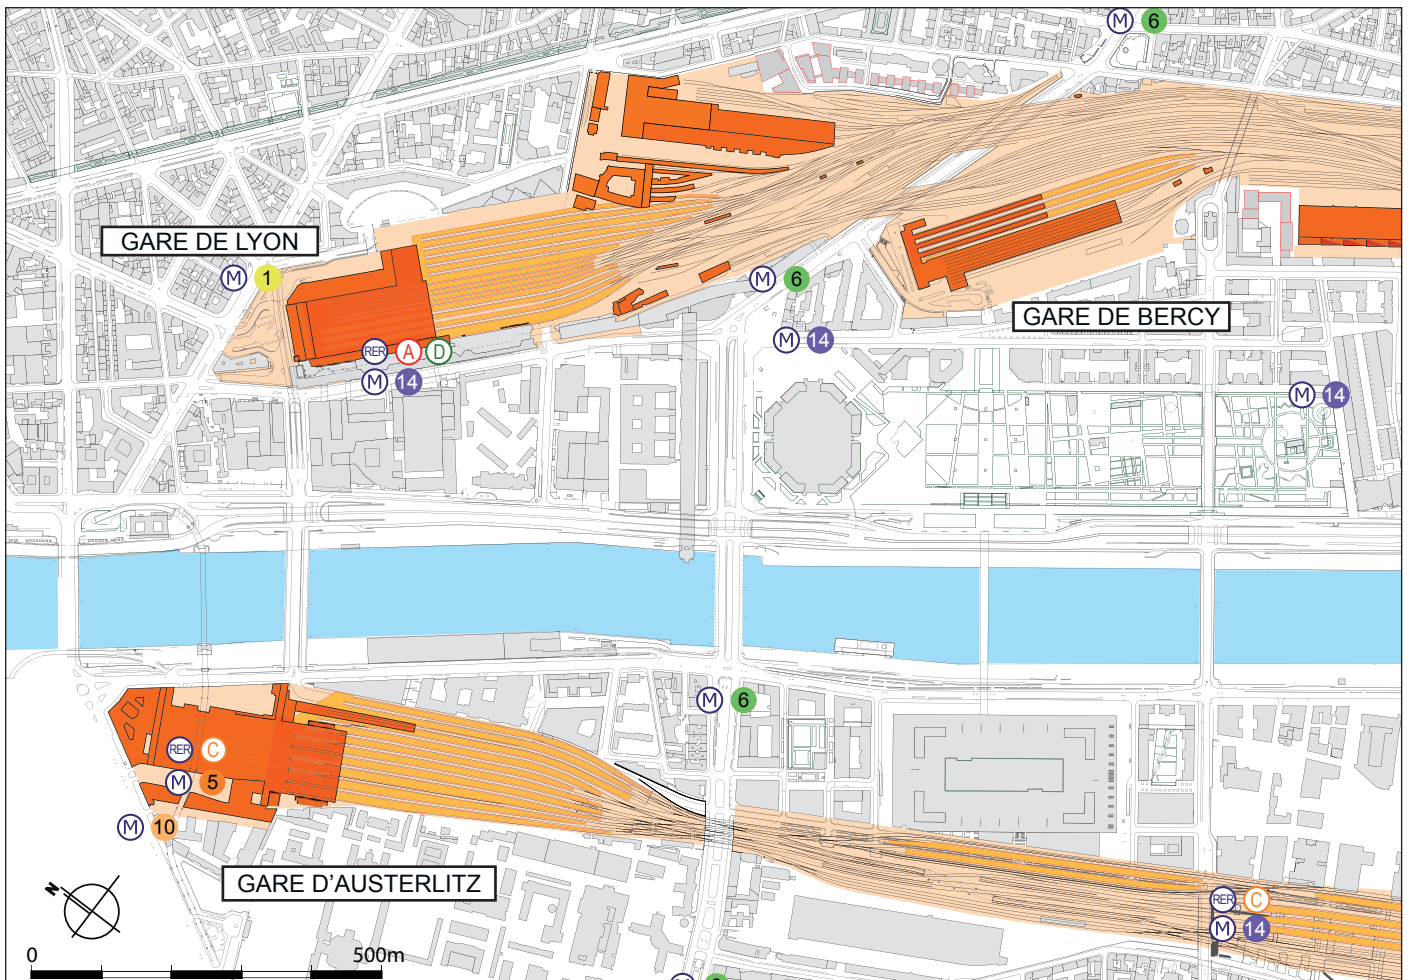 M 6
GARE DE LYON
M 1
M 6
GARE DE BERCY
M 14
RER A D
M 14
M 14
M 6
RER C
M 5
M 10
GARE D'AUSTERLITZ
N
RER C
M 14
0 500m